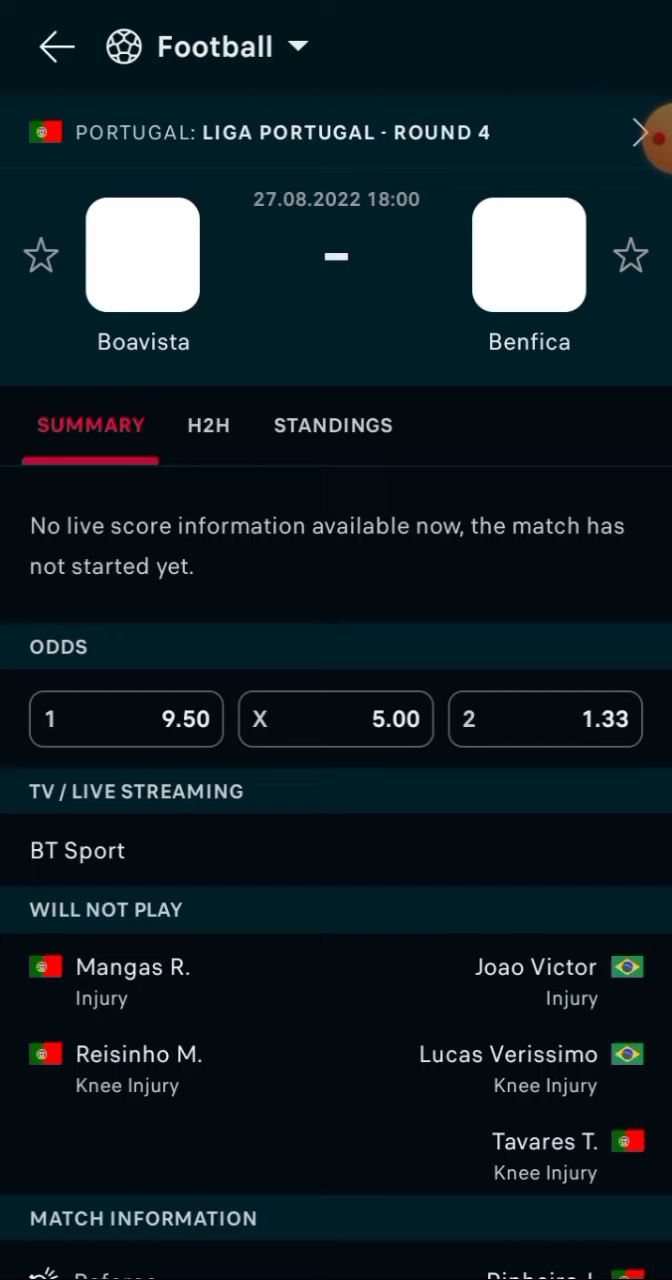 Football
PORTUGAL: LIGA PORTUGAL - ROUND 4
27.08.2022 18:00
-
Boavista
Benfica
SUMMARY
H2H
STANDINGS
No live score information available now, the match has
not started yet.
ODDS
1 9.50
X 5.00
2 1.33
TV / LIVE STREAMING
BT Sport
WILL NOT PLAY
Mangas R.
Injury
Joao Victor
Injury
Reisinho M.
Knee Injury
Lucas Verissimo
Knee Injury
Tavares T.
Knee Injury
MATCH INFORMATION
Referee
Pinheiro J.